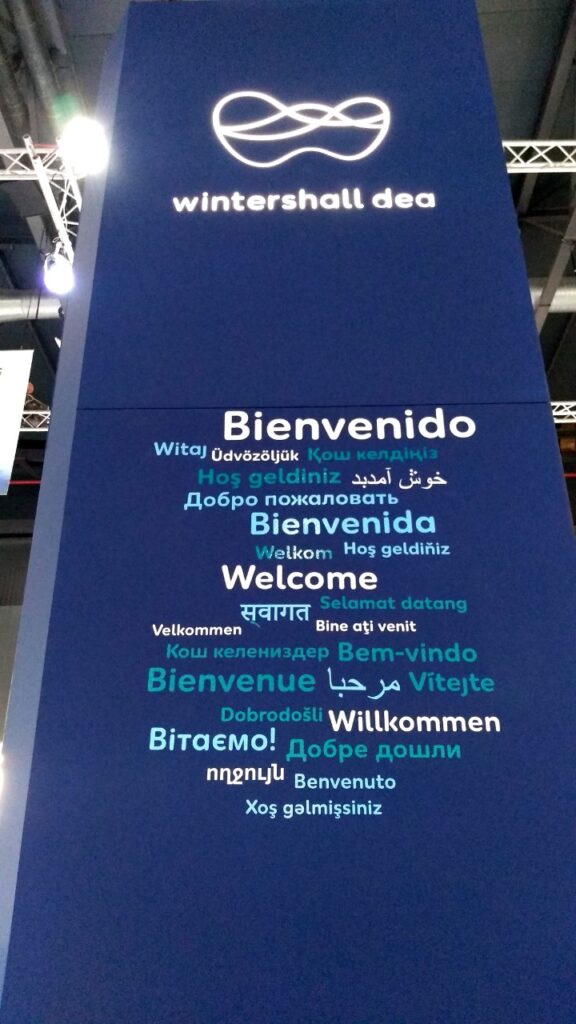 wintershall dea
Bienvenido
Witaj Üdvözöljük Қош келдіңіз
Hoş geldiniz خوش آمدید
Добро пожаловать
Bienvenida
Welkom Hoş geldiňiz
Welcome
स्वागत Selamat datang
Velkommen Bine aţi venit
Кош келениздер Bem-vindo
Bienvenue مرحبا Vítejte
Dobrodošli Willkommen
Вітаємо! Добре дошли
ողջույն Benvenuto
Xoş gəlmişsiniz